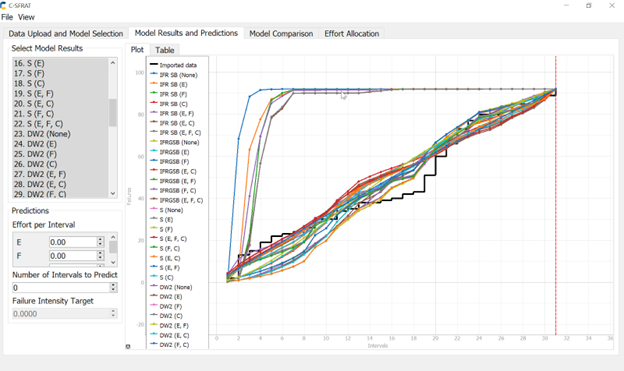 C-SFRAT
File View
Data Upload and Model Selection Model Results and Predictions Model Comparison Effort Allocation
Select Model Results
16. S (E)
17. S (F)
18. S (C)
19. S (E, F)
20. S (E, C)
21. S (F, C)
22. S (E, F, C)
23. DW2 (None)
24. DW2 (E)
25. DW2 (F)
26. DW2 (C)
27. DW2 (E, F)
28. DW2 (E, C)
29. DW2 (F, C)
Predictions
Effort per Interval
E 0.00
F 0.00
Number of Intervals to Predict
0
Failure Intensity Target
0.0000
Plot Table
Imported data
IFR SB (None)
IFR SB (E)
IFR SB (F)
IFR SB (C)
IFR SB (E, F)
IFR SB (E, C)
IFR SB (F, C)
IFR SB (E, F, C)
IFRGSB (None)
IFRGSB (E)
IFRGSB (F)
IFRGSB (E, C)
IFRGSB (E, F)
IFRGSB (F, C)
IFRGSB (E, F, C)
S (None)
S (E)
S (F)
S (E, F, C)
S (F, C)
S (E, C)
S (E, F)
S (C)
DW2 (None)
DW2 (E)
DW2 (F)
DW2 (C)
DW2 (E, F)
DW2 (E, C)
DW2 (F, C)
Failures
100
80
60
40
20
0
-20
0 2 4 6 8 10 12 14 16 18 20 22 24 26 28 30 32 34 36
Intervals